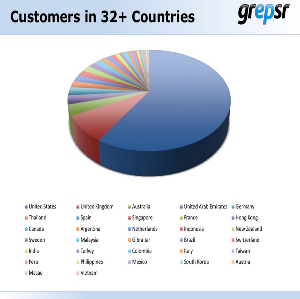 Customers in 32+ Countries
grepsr
United States United Kingdom Australia United Arab Emirates Germany
Thailand Spain Singapore France Hong Kong
Canada Argentina Netherlands Indonesia New Zealand
Sweden Malaysia Gibraltar Brazil Switzerland
India Turkey Colombia Italy Taiwan
Peru Philippines Mexico South Korea Austria
Macao Vietnam